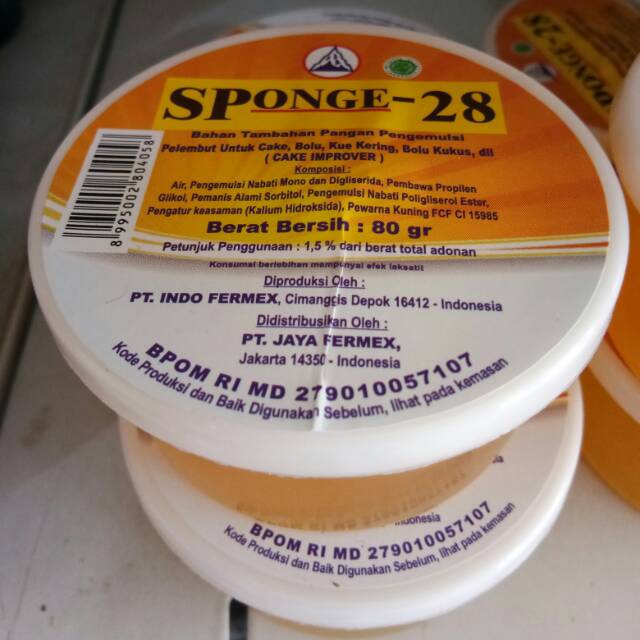 SPONGE-28
Bahan Tambahan Pangan Pengemulsi
Pelembut Untuk Cake, Bolu, Kue Kering, Bolu Kukus, dll
( CAKE IMPROVER )
Komposisi :
Air, Pengemulsi Nabati Mono dan Digliserida, Pembawa Propilen
Glikol, Pemanis Alami Sorbitol, Pengemulsi Nabati Poligliserol Ester,
Pengatur keasaman (Kalium Hidroksida), Pewarna Kuning FCF CI 15985
Berat Bersih : 80 gr
Petunjuk Penggunaan : 1,5 % dari berat total adonan
Konsumsi berlebihan mempunyai efek laksatif
Diproduksi Oleh :
PT. INDO FERMEX, Cimanggis Depok 16412 - Indonesia
Didistribusikan Oleh :
PT. JAYA FERMEX,
Jakarta 14350 - Indonesia
BPOM RI MD 279010057107
Kode Produksi dan Baik Digunakan Sebelum, lihat pada kemasan
8995002804058
BPOM RI MD 279010057107
Kode Produksi dan Baik Digunakan Sebelum, lihat pada kemasan